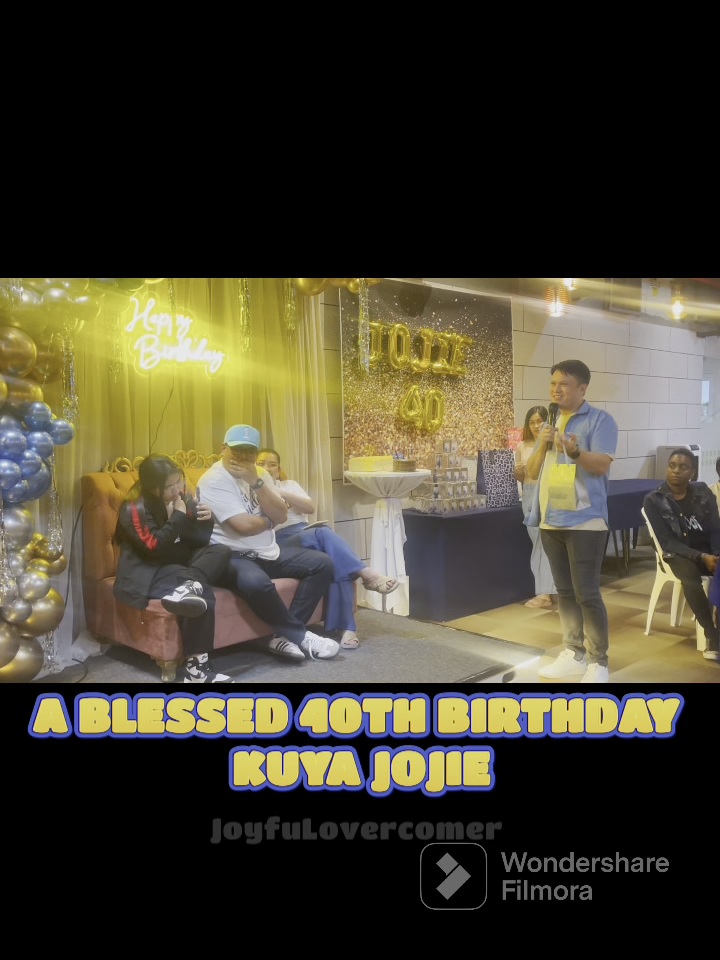 Happy
Birthday
JOJIE
40
A BLESSED 40TH BIRTHDAY
KUYA JOJIE
JoyfuLovercomer
Wondershare
Filmora